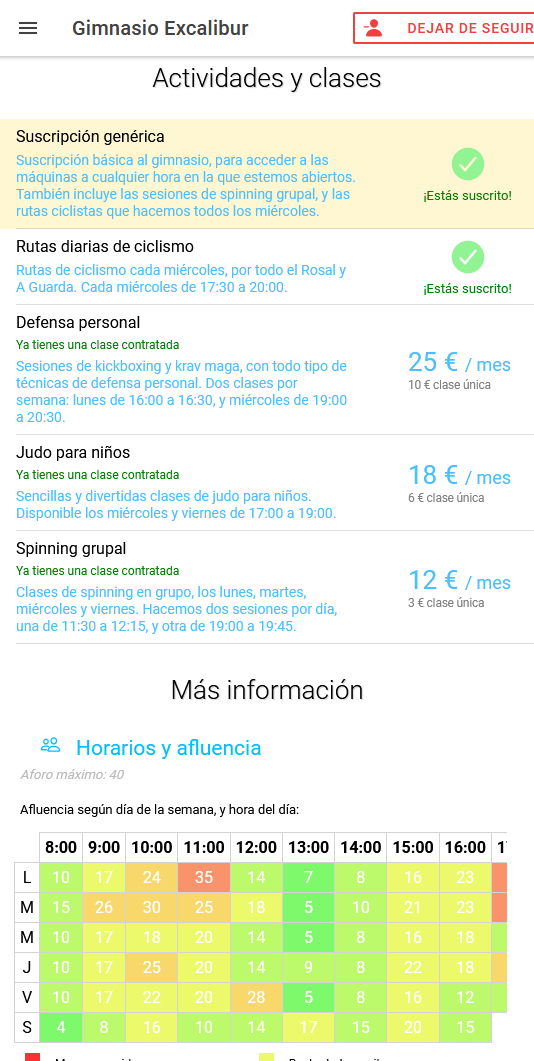 Gimnasio Excalibur
DEJAR DE SEGUIR
Actividades y clases
Suscripción genérica
Suscripción básica al gimnasio, para acceder a las
máquinas a cualquier hora en la que estemos abiertos.
También incluye las sesiones de spinning grupal, y las
rutas ciclistas que hacemos todos los miércoles.
¡Estás suscrito!
Rutas diarias de ciclismo
Rutas de ciclismo cada miércoles, por todo el Rosal y
A Guarda. Cada miércoles de 17:30 a 20:00.
¡Estás suscrito!
Defensa personal
Ya tienes una clase contratada
Sesiones de kickboxing y krav maga, con todo tipo de
técnicas de defensa personal. Dos clases por
semana: lunes de 16:00 a 16:30, y miércoles de 19:00
a 20:30.
25 € / mes
10 € clase única
Judo para niños
Ya tienes una clase contratada
Sencillas y divertidas clases de judo para niños.
Disponible los miércoles y viernes de 17:00 a 19:00.
18 € / mes
6 € clase única
Spinning grupal
Ya tienes una clase contratada
Clases de spinning en grupo, los lunes, martes,
miércoles y viernes. Hacemos dos sesiones por día,
una de 11:30 a 12:15, y otra de 19:00 a 19:45.
12 € / mes
3 € clase única
Más información
Horarios y afluencia
Aforo máximo: 40
Afluencia según día de la semana, y hora del día:
8:00 9:00 10:00 11:00 12:00 13:00 14:00 15:00 16:00
L 10 17 24 35 14 7 8 16 23
M 15 26 30 25 18 5 10 21 23
M 10 17 18 20 14 5 8 16 18
J 10 17 25 20 14 9 8 22 18
V 10 17 22 20 28 5 8 16 12
S 4 8 16 10 14 17 15 20 15